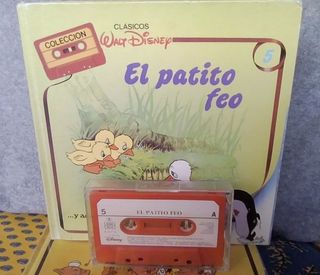 COLECCION
CLASICOS
WALT DISNEY
5
El patito
feo
...y a
5
EL PATITO FEO
A
Disney